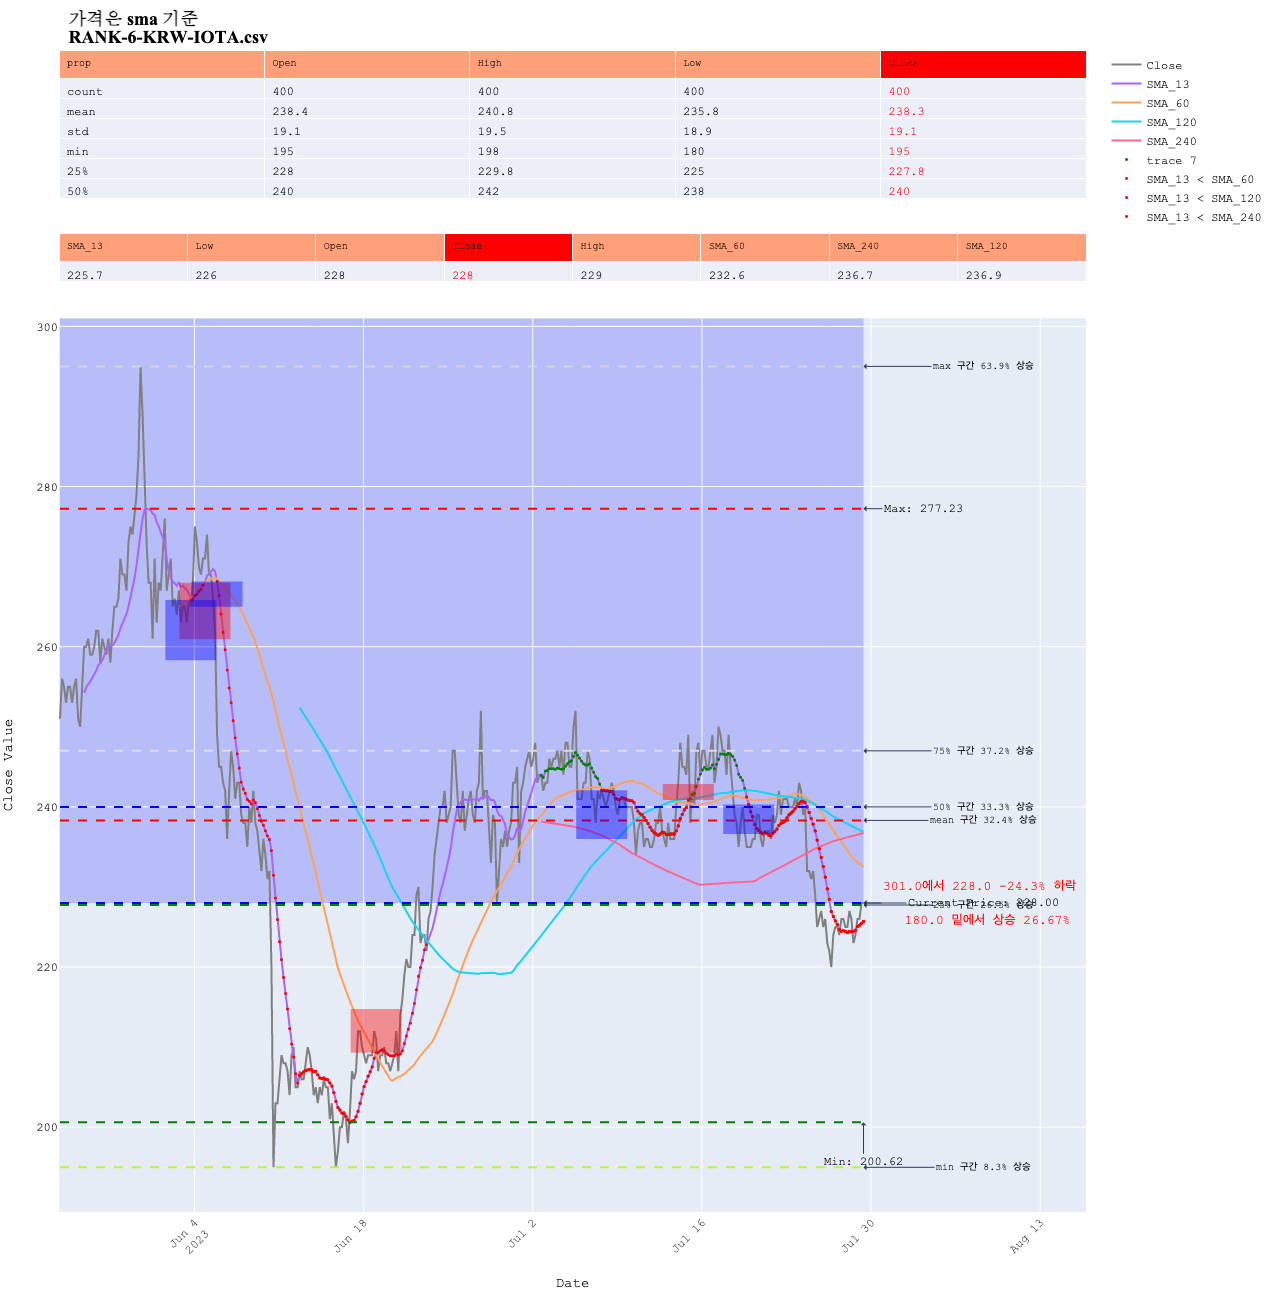 가격은 sma 기준
RANK-6-KRW-IOTA.csv
prop Open High Low Close
count 400 400 400 400
mean 238.4 240.8 235.8 238.3
std 19.1 19.5 18.9 19.1
min 195 198 180 195
25% 228 229.8 225 227.8
50% 240 242 238 240
SMA_13 Low Open Close High SMA_60 SMA_240 SMA_120
225.7 226 228 228 229 232.6 236.7 236.9
Close
SMA_13
SMA_60
SMA_120
SMA_240
trace 7
SMA_13 < SMA_60
SMA_13 < SMA_120
SMA_13 < SMA_240
Close Value
300
280
260
240
220
200
max 구간 63.9% 상승
Max: 277.23
75% 구간 37.2% 상승
50% 구간 33.3% 상승
mean 구간 32.4% 상승
301.0에서 228.0 -24.3% 하락
Current Price: 228.00
25% 구간 상승
180.0 밑에서 상승 26.67%
Min: 200.62
min 구간 8.3% 상승
Jun 4
2023
Jun 18
Jul 2
Jul 16
Jul 30
Aug 13
Date